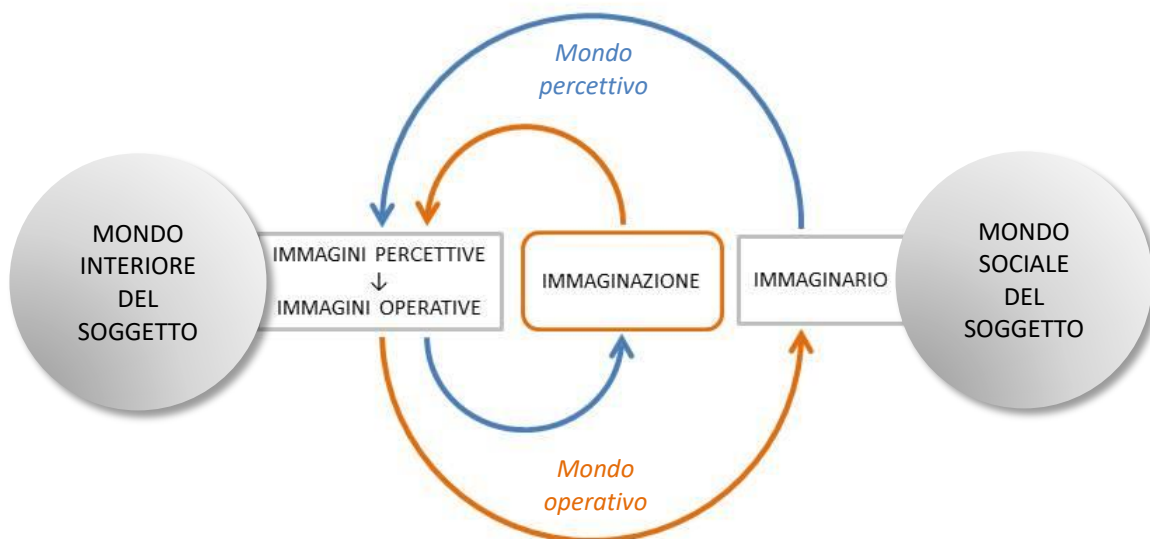 Mondo
percettivo
MONDO
INTERIORE
DEL
SOGGETTO
IMMAGINI PERCETTIVE
↓
IMMAGINI OPERATIVE
IMMAGINAZIONE
IMMAGINARIO
MONDO
SOCIALE
DEL
SOGGETTO
Mondo
operativo